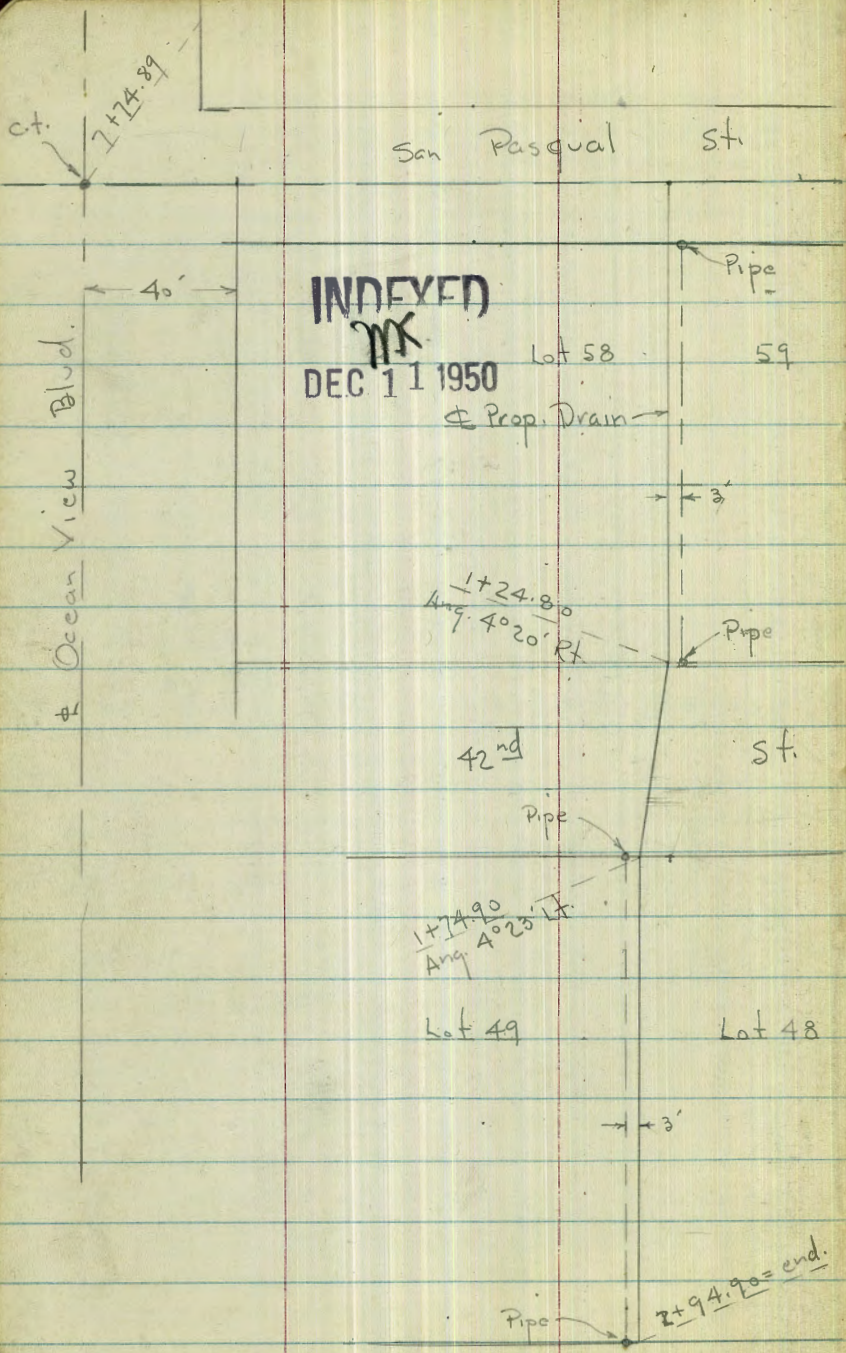 2+74.89
c.t.
San Pasqual St.
Pipe
40'
INDEXED
MK
DEC 11 1950
Lot 58
59
℄ Prop. Drain
3'
℄ Ocean View Blvd.
1+24.80
Ang. 4°20' Rt.
Pipe
42nd St.
Pipe
1+74.90
Ang. 4°23' Lt.
Lot 49
Lot 48
3'
2+94.90= end.
Pipe